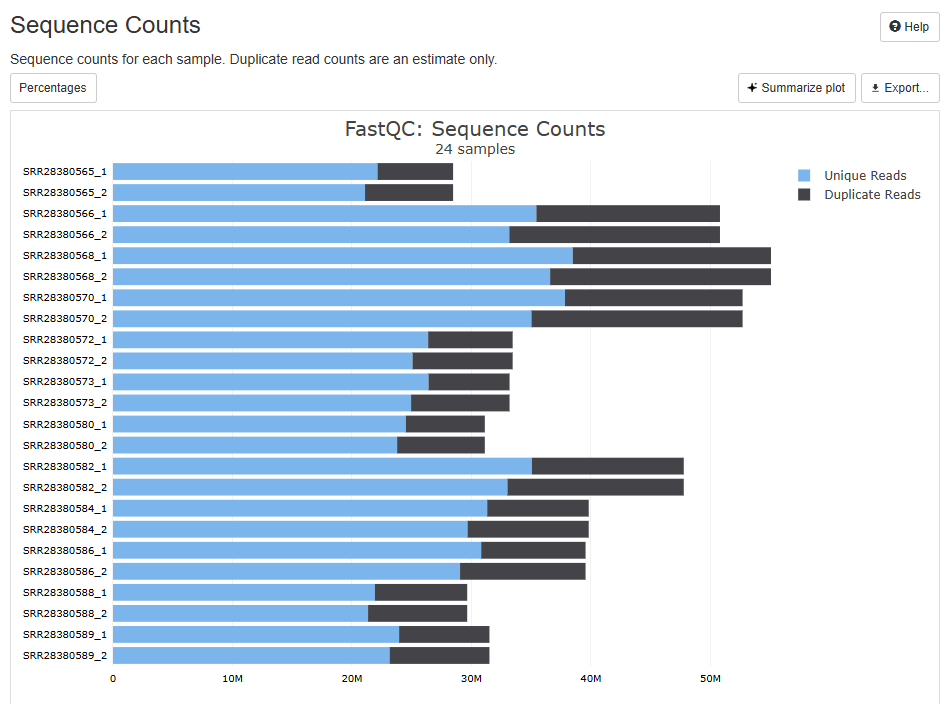 Sequence Counts
Help
Sequence counts for each sample. Duplicate read counts are an estimate only.
Percentages
Summarize plot
Export...
FastQC: Sequence Counts
24 samples
Unique Reads
Duplicate Reads
SRR28380565_1
SRR28380565_2
SRR28380566_1
SRR28380566_2
SRR28380568_1
SRR28380568_2
SRR28380570_1
SRR28380570_2
SRR28380572_1
SRR28380572_2
SRR28380573_1
SRR28380573_2
SRR28380580_1
SRR28380580_2
SRR28380582_1
SRR28380582_2
SRR28380584_1
SRR28380584_2
SRR28380586_1
SRR28380586_2
SRR28380588_1
SRR28380588_2
SRR28380589_1
SRR28380589_2
0 10M 20M 30M 40M 50M